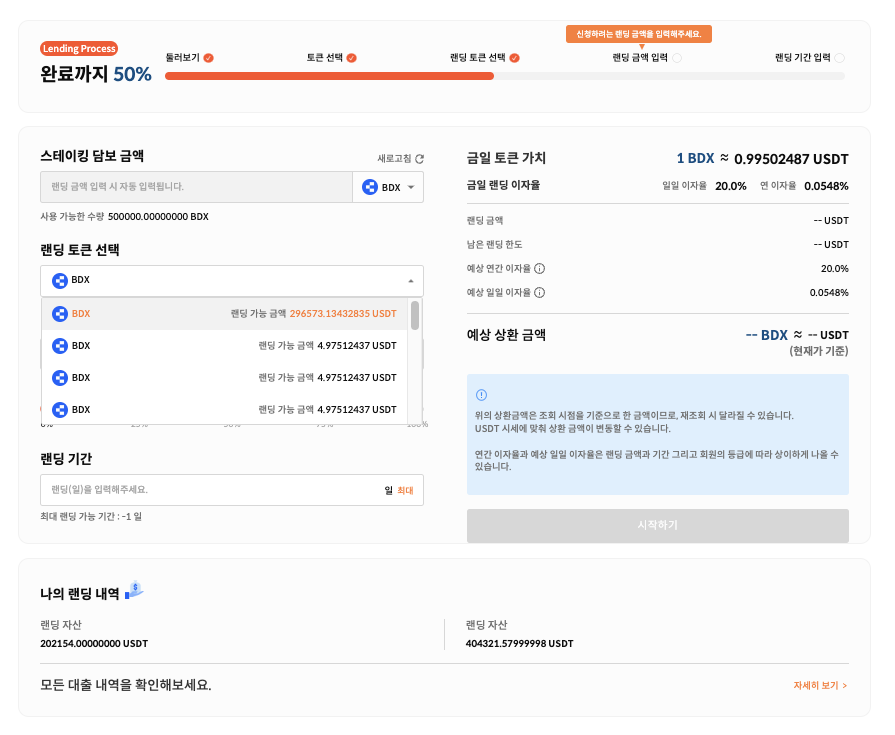 신청하려는 랜딩 금액을 입력해주세요.
Lending Process
완료까지 50%
둘러보기
토큰 선택
랜딩 토큰 선택
랜딩 금액 입력
랜딩 기간 입력
스테이킹 담보 금액
새로고침
랜딩 금액 입력 시 자동 입력됩니다.
BDX
사용 가능한 수량 500000.00000000 BDX
랜딩 토큰 선택
BDX
BDX 랜딩 가능 금액 296573.13432835 USDT
BDX 랜딩 가능 금액 4.97512437 USDT
BDX 랜딩 가능 금액 4.97512437 USDT
BDX 랜딩 가능 금액 4.97512437 USDT
0% 25% 50% 75% 100%
랜딩 기간
랜딩(일)을 입력해주세요. 일 최대
최대 랜딩 가능 기간 : -1 일
금일 토큰 가치 1 BDX ≈ 0.99502487 USDT
금일 랜딩 이자율 일일 이자율 20.0% 연 이자율 0.0548%
랜딩 금액 -- USDT
남은 랜딩 한도 -- USDT
예상 연간 이자율 20.0%
예상 일일 이자율 0.0548%
예상 상환 금액 -- BDX ≈ -- USDT
(현재가 기준)
위의 상환금액은 조회 시점을 기준으로 한 금액이므로, 재조회 시 달라질 수 있습니다.
USDT 시세에 맞춰 상환 금액이 변동할 수 있습니다.
연간 이자율과 예상 일일 이자율은 랜딩 금액과 기간 그리고 회원의 등급에 따라 상이하게 나올 수
있습니다.
시작하기
나의 랜딩 내역
랜딩 자산
202154.00000000 USDT
랜딩 자산
404321.57999998 USDT
모든 대출 내역을 확인해보세요.
자세히 보기 >